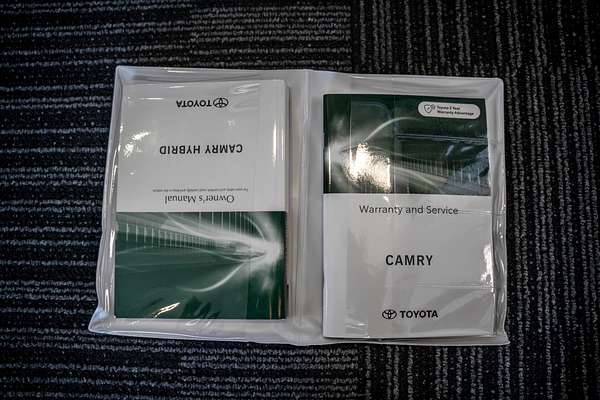 TOYOTA
CAMRY HYBRID
Owner's Manual
Toyota 5 Year
Warranty Advantage
Warranty and Service
CAMRY
TOYOTA